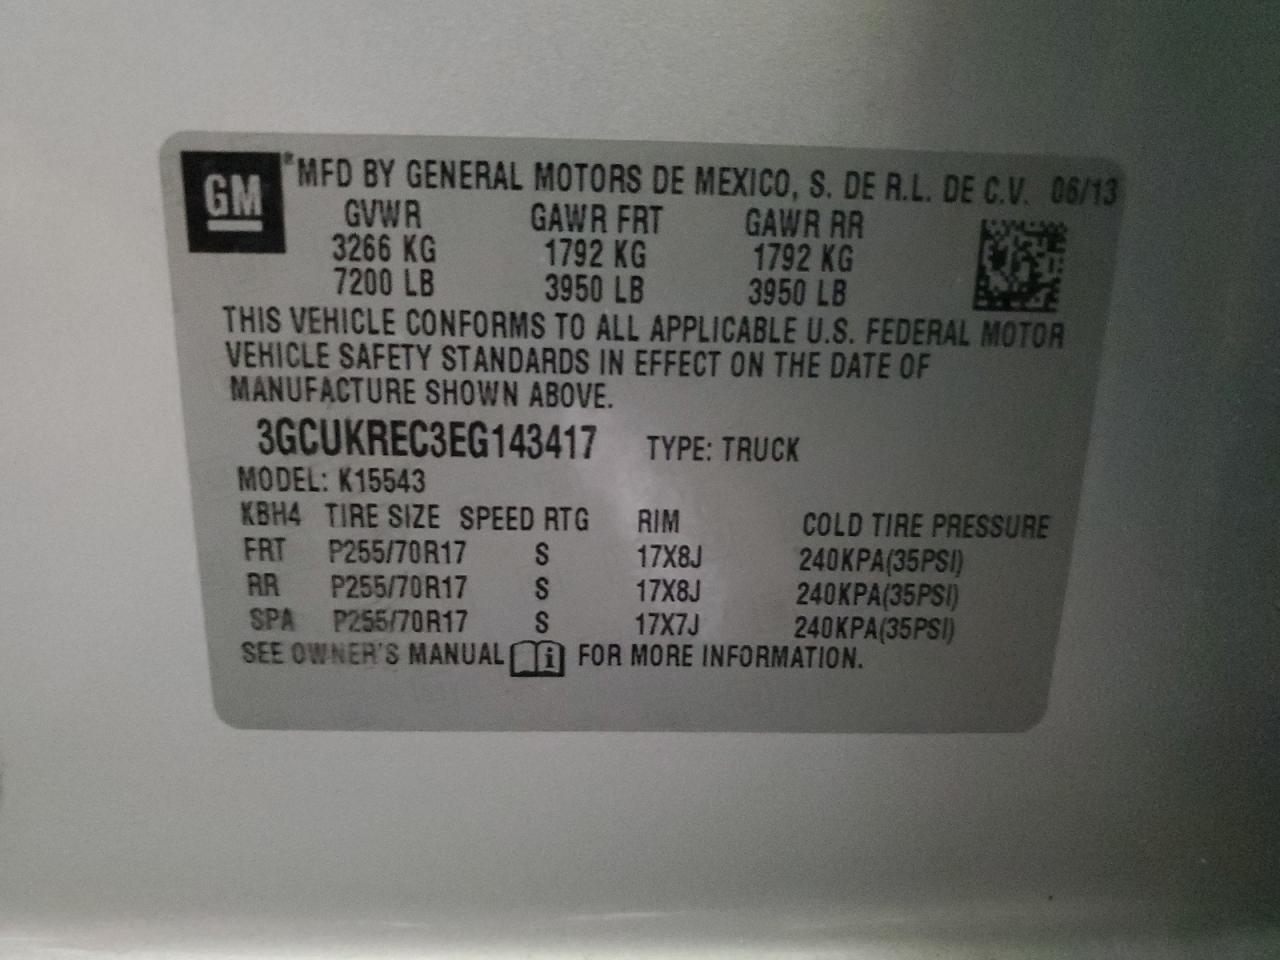 GM ®MFD BY GENERAL MOTORS DE MEXICO, S. DE R.L. DE C.V. 06/13
GVWR GAWR FRT GAWR RR
3266 KG 1792 KG 1792 KG
7200 LB 3950 LB 3950 LB
THIS VEHICLE CONFORMS TO ALL APPLICABLE U.S. FEDERAL MOTOR
VEHICLE SAFETY STANDARDS IN EFFECT ON THE DATE OF
MANUFACTURE SHOWN ABOVE.
3GCUKREC3EG143417 TYPE: TRUCK
MODEL: K15543
KBH4 TIRE SIZE SPEED RTG RIM COLD TIRE PRESSURE
FRT P255/70R17 S 17X8J 240KPA(35PSI)
RR P255/70R17 S 17X8J 240KPA(35PSI)
SPA P255/70R17 S 17X7J 240KPA(35PSI)
SEE OWNER'S MANUAL i FOR MORE INFORMATION.